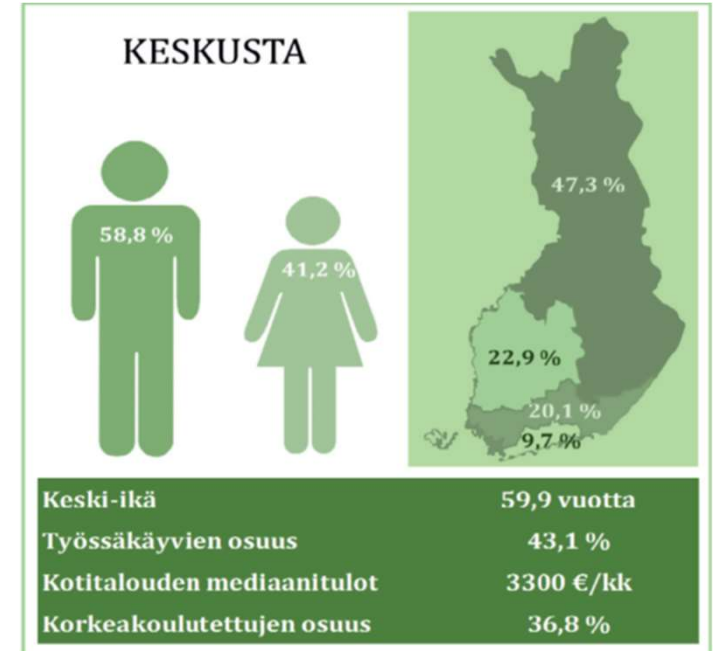 KESKUSTA
58,8 %
41,2 %
47,3 %
22,9 %
20,1 %
9,7 %
Keski-ikä 59,9 vuotta
Työssäkäyvien osuus 43,1 %
Kotitalouden mediaanitulot 3300 €/kk
Korkeakoulutettujen osuus 36,8 %